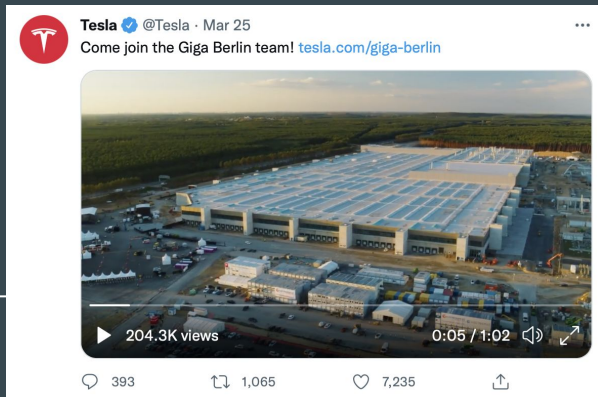 Tesla @Tesla · Mar 25
Come join the Giga Berlin team! tesla.com/giga-berlin
204.3K views 0:05 / 1:02
393 1,065 7,235